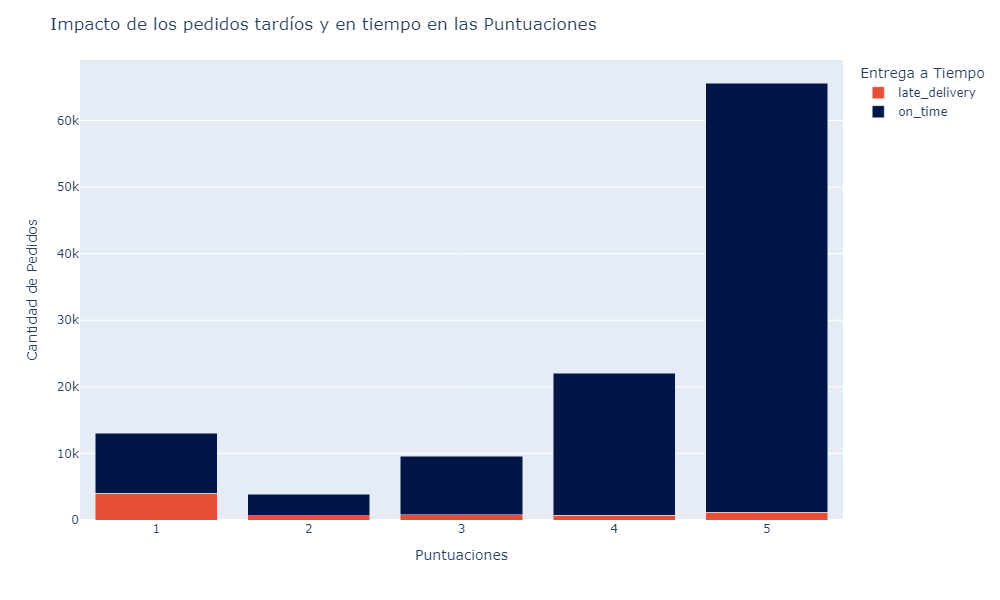 Impacto de los pedidos tardíos y en tiempo en las Puntuaciones
Entrega a Tiempo
late_delivery
on_time
Cantidad de Pedidos
60k
50k
40k
30k
20k
10k
0
1 2 3 4 5
Puntuaciones